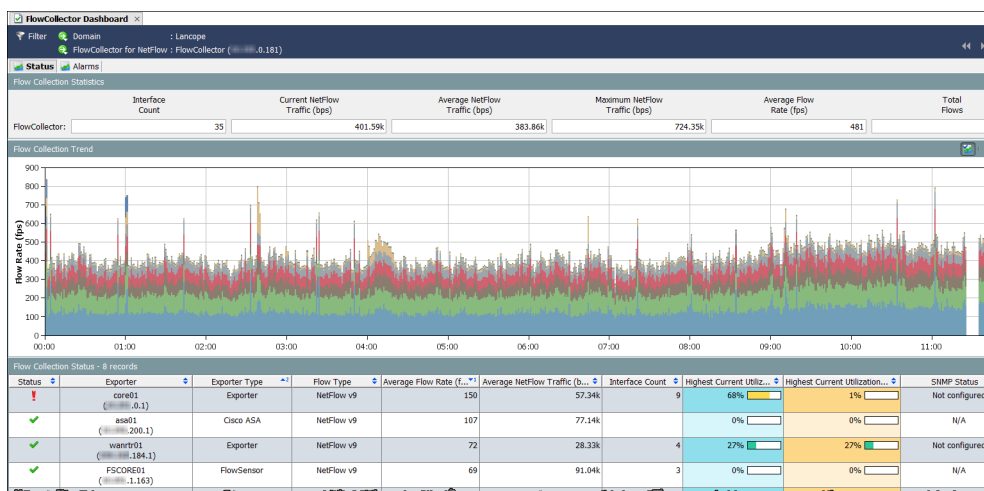 FlowCollector Dashboard ×
Filter Domain : Lancope
FlowCollector for NetFlow : FlowCollector ( .0.181)
Status Alarms
Flow Collection Statistics
Interface Count Current NetFlow Traffic (bps) Average NetFlow Traffic (bps) Maximum NetFlow Traffic (bps) Average Flow Rate (fps) Total Flows
FlowCollector: 35 401.59k 383.86k 724.35k 481
Flow Collection Trend
Flow Rate (fps)
900
800
700
600
500
400
300
200
100
0
00:00 01:00 02:00 03:00 04:00 05:00 06:00 07:00 08:00 09:00 10:00 11:00
Flow Collection Status - 8 records
Status Exporter Exporter Type 2 Flow Type Average Flow Rate (f... 1 Average NetFlow Traffic (b... Interface Count Highest Current Utiliz... Highest Current Utilization... SNMP Status
core01 Exporter NetFlow v9 150 57.34k 9 68% 1% Not configured
( .0.1)
asa01 Cisco ASA NetFlow v9 107 77.14k 0% 0% N/A
( .200.1)
wanrtr01 Exporter NetFlow v9 72 28.33k 4 27% 27% Not configured
( .184.1)
FSCORE01 FlowSensor NetFlow v9 69 91.04k 3 0% 0% N/A
( .1.163)